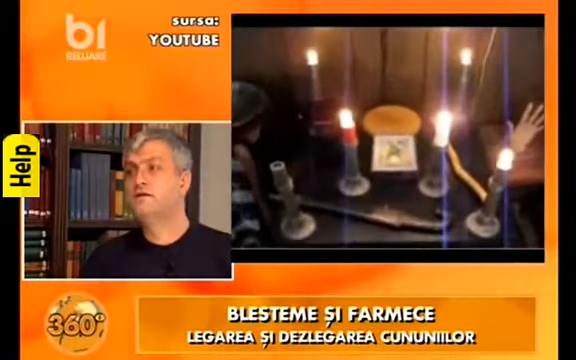 b1
RELUARE
sursa:
YOUTUBE
Help
360°
BLESTEME ȘI FARMECE
LEGAREA ȘI DEZLEGAREA CUNUNIILOR